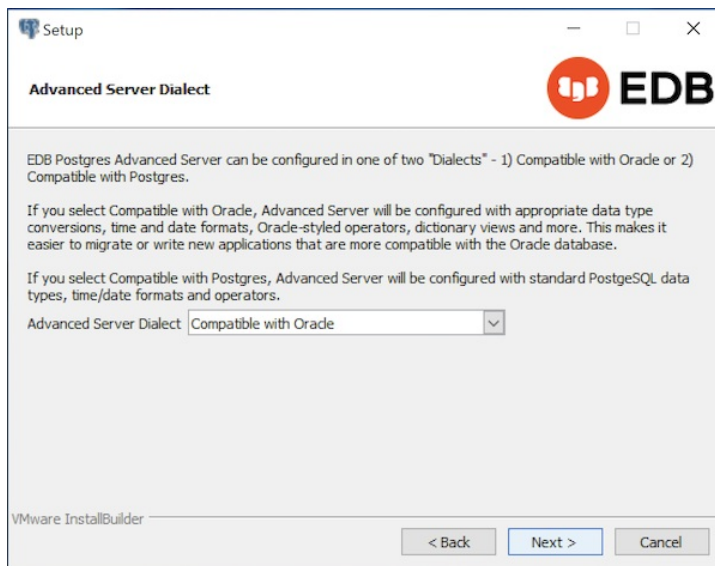 Setup
Advanced Server Dialect
EDB
EDB Postgres Advanced Server can be configured in one of two "Dialects" - 1) Compatible with Oracle or 2)
Compatible with Postgres.
If you select Compatible with Oracle, Advanced Server will be configured with appropriate data type
conversions, time and date formats, Oracle-styled operators, dictionary views and more. This makes it
easier to migrate or write new applications that are more compatible with the Oracle database.
If you select Compatible with Postgres, Advanced Server will be configured with standard PostgeSQL data
types, time/date formats and operators.
Advanced Server Dialect Compatible with Oracle
VMware InstallBuilder
< Back Next > Cancel